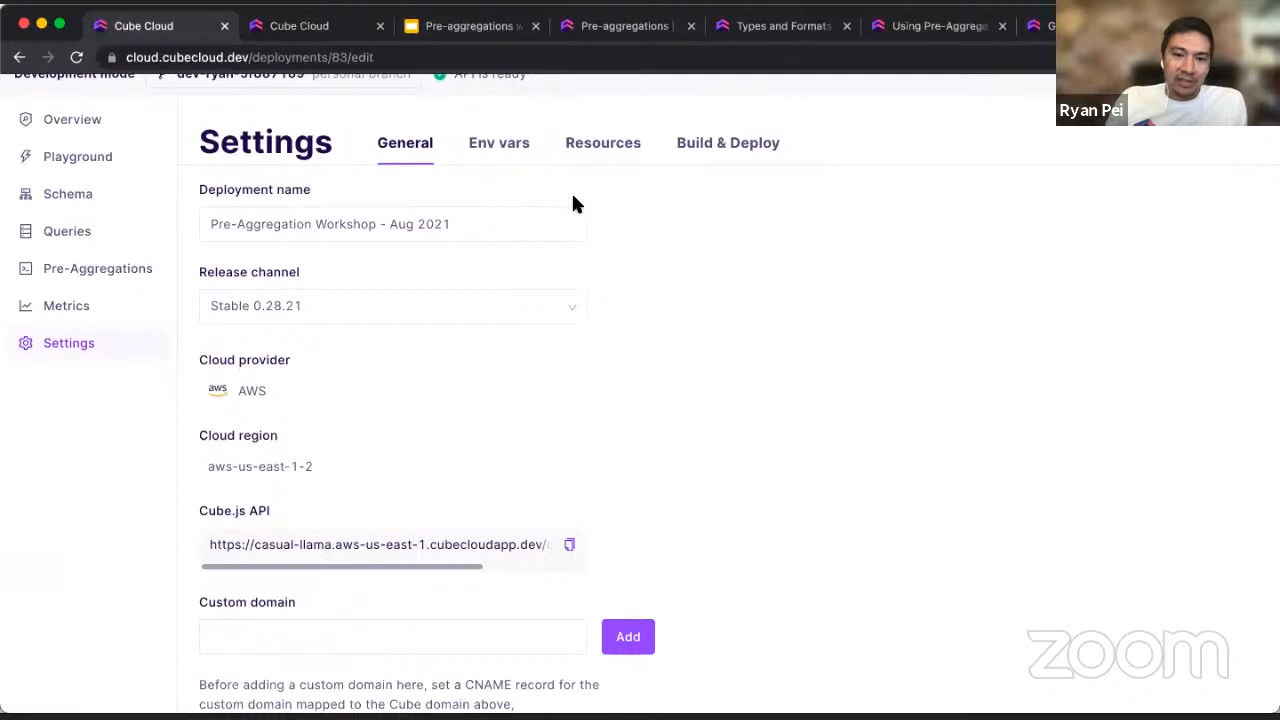 Cube Cloud
Cube Cloud
Pre-aggregations w
Pre-aggregations
Types and Formats
Using Pre-Aggrega
G
cloud.cubecloud.dev/deployments/83/edit
Ryan Pei
Development mode
personal branch
API is ready
Overview
Playground
Schema
Queries
Pre-Aggregations
Metrics
Settings
Settings
General
Env vars
Resources
Build & Deploy
Deployment name
Pre-Aggregation Workshop - Aug 2021
Release channel
Stable 0.28.21
Cloud provider
aws AWS
Cloud region
aws-us-east-1-2
Cube.js API
https://casual-llama.aws-us-east-1.cubecloudapp.dev/
Custom domain
Add
Before adding a custom domain here, set a CNAME record for the
custom domain mapped to the Cube domain above,
zoom